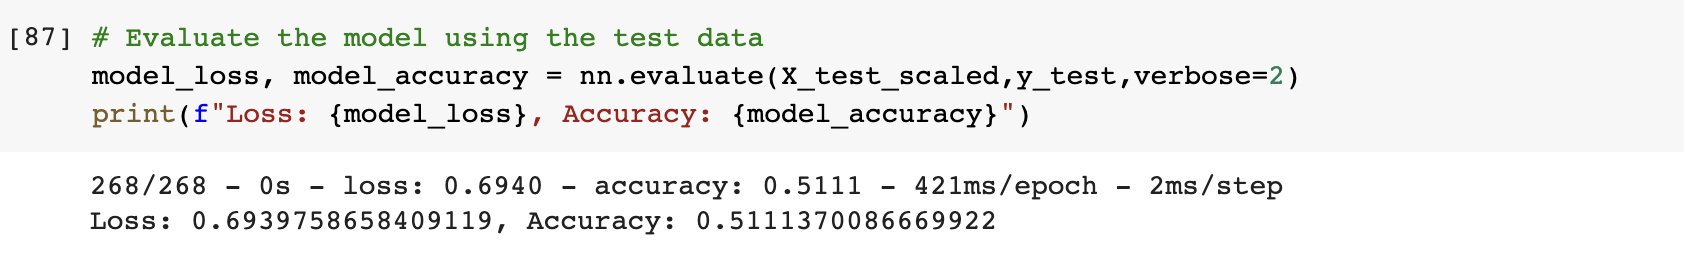 [87] # Evaluate the model using the test data
model_loss, model_accuracy = nn.evaluate(X_test_scaled,y_test,verbose=2)
print(f"Loss: {model_loss}, Accuracy: {model_accuracy}")
268/268 - 0s - loss: 0.6940 - accuracy: 0.5111 - 421ms/epoch - 2ms/step
Loss: 0.6939758658409119, Accuracy: 0.5111370086669922